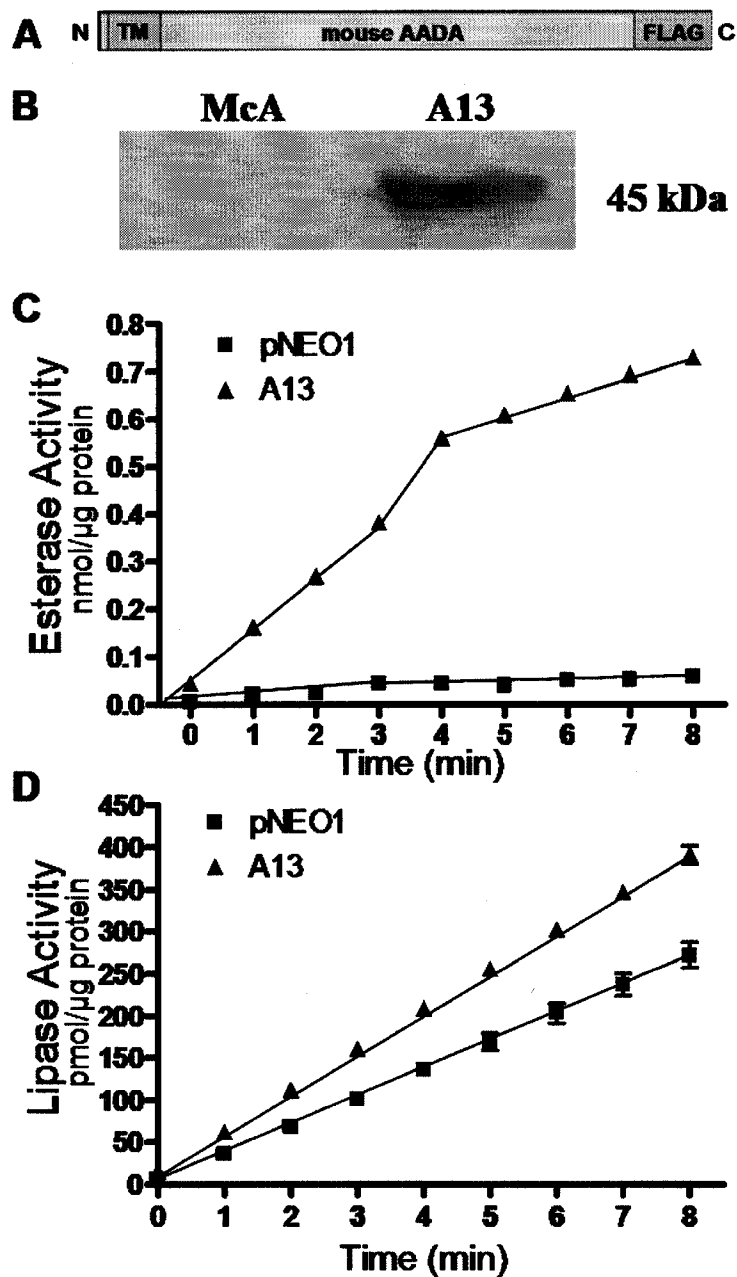 A N TM mouse AADA FLAG C
B
McA A13
45 kDa
C
Esterase Activity
nmol/µg protein
0.8
0.7
0.6
0.5
0.4
0.3
0.2
0.1
0.0
pNEO1
A13
0 1 2 3 4 5 6 7 8
Time (min)
D
Lipase Activity
pmol/µg protein
450
400
350
300
250
200
150
100
50
0
pNEO1
A13
0 1 2 3 4 5 6 7 8
Time (min)